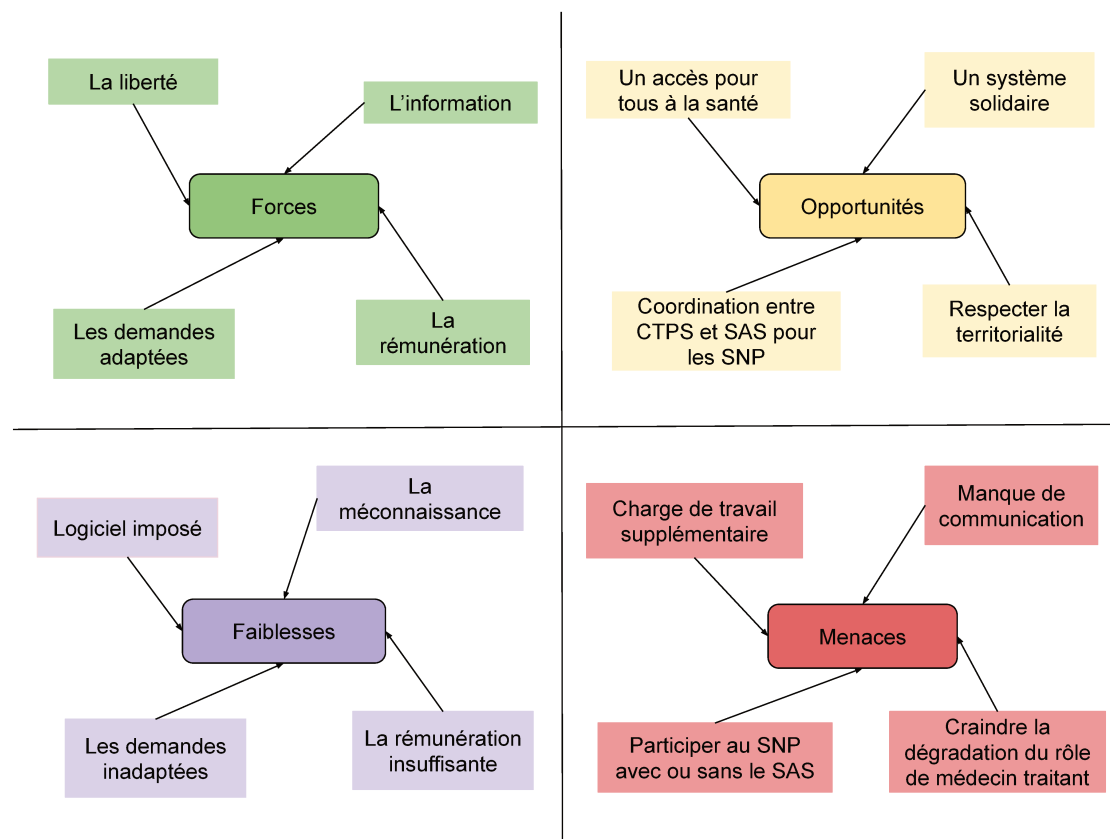 La liberté
L'information
Forces
Les demandes
adaptées
La
rémunération
Un accès pour
tous à la santé
Un système
solidaire
Opportunités
Coordination entre
CTPS et SAS pour
les SNP
Respecter la
territorialité
Logiciel imposé
La
méconnaissance
Faiblesses
Les demandes
inadaptées
La rémunération
insuffisante
Charge de travail
supplémentaire
Manque de
communication
Menaces
Participer au SNP
avec ou sans le SAS
Craindre la
dégradation du rôle
de médecin traitant